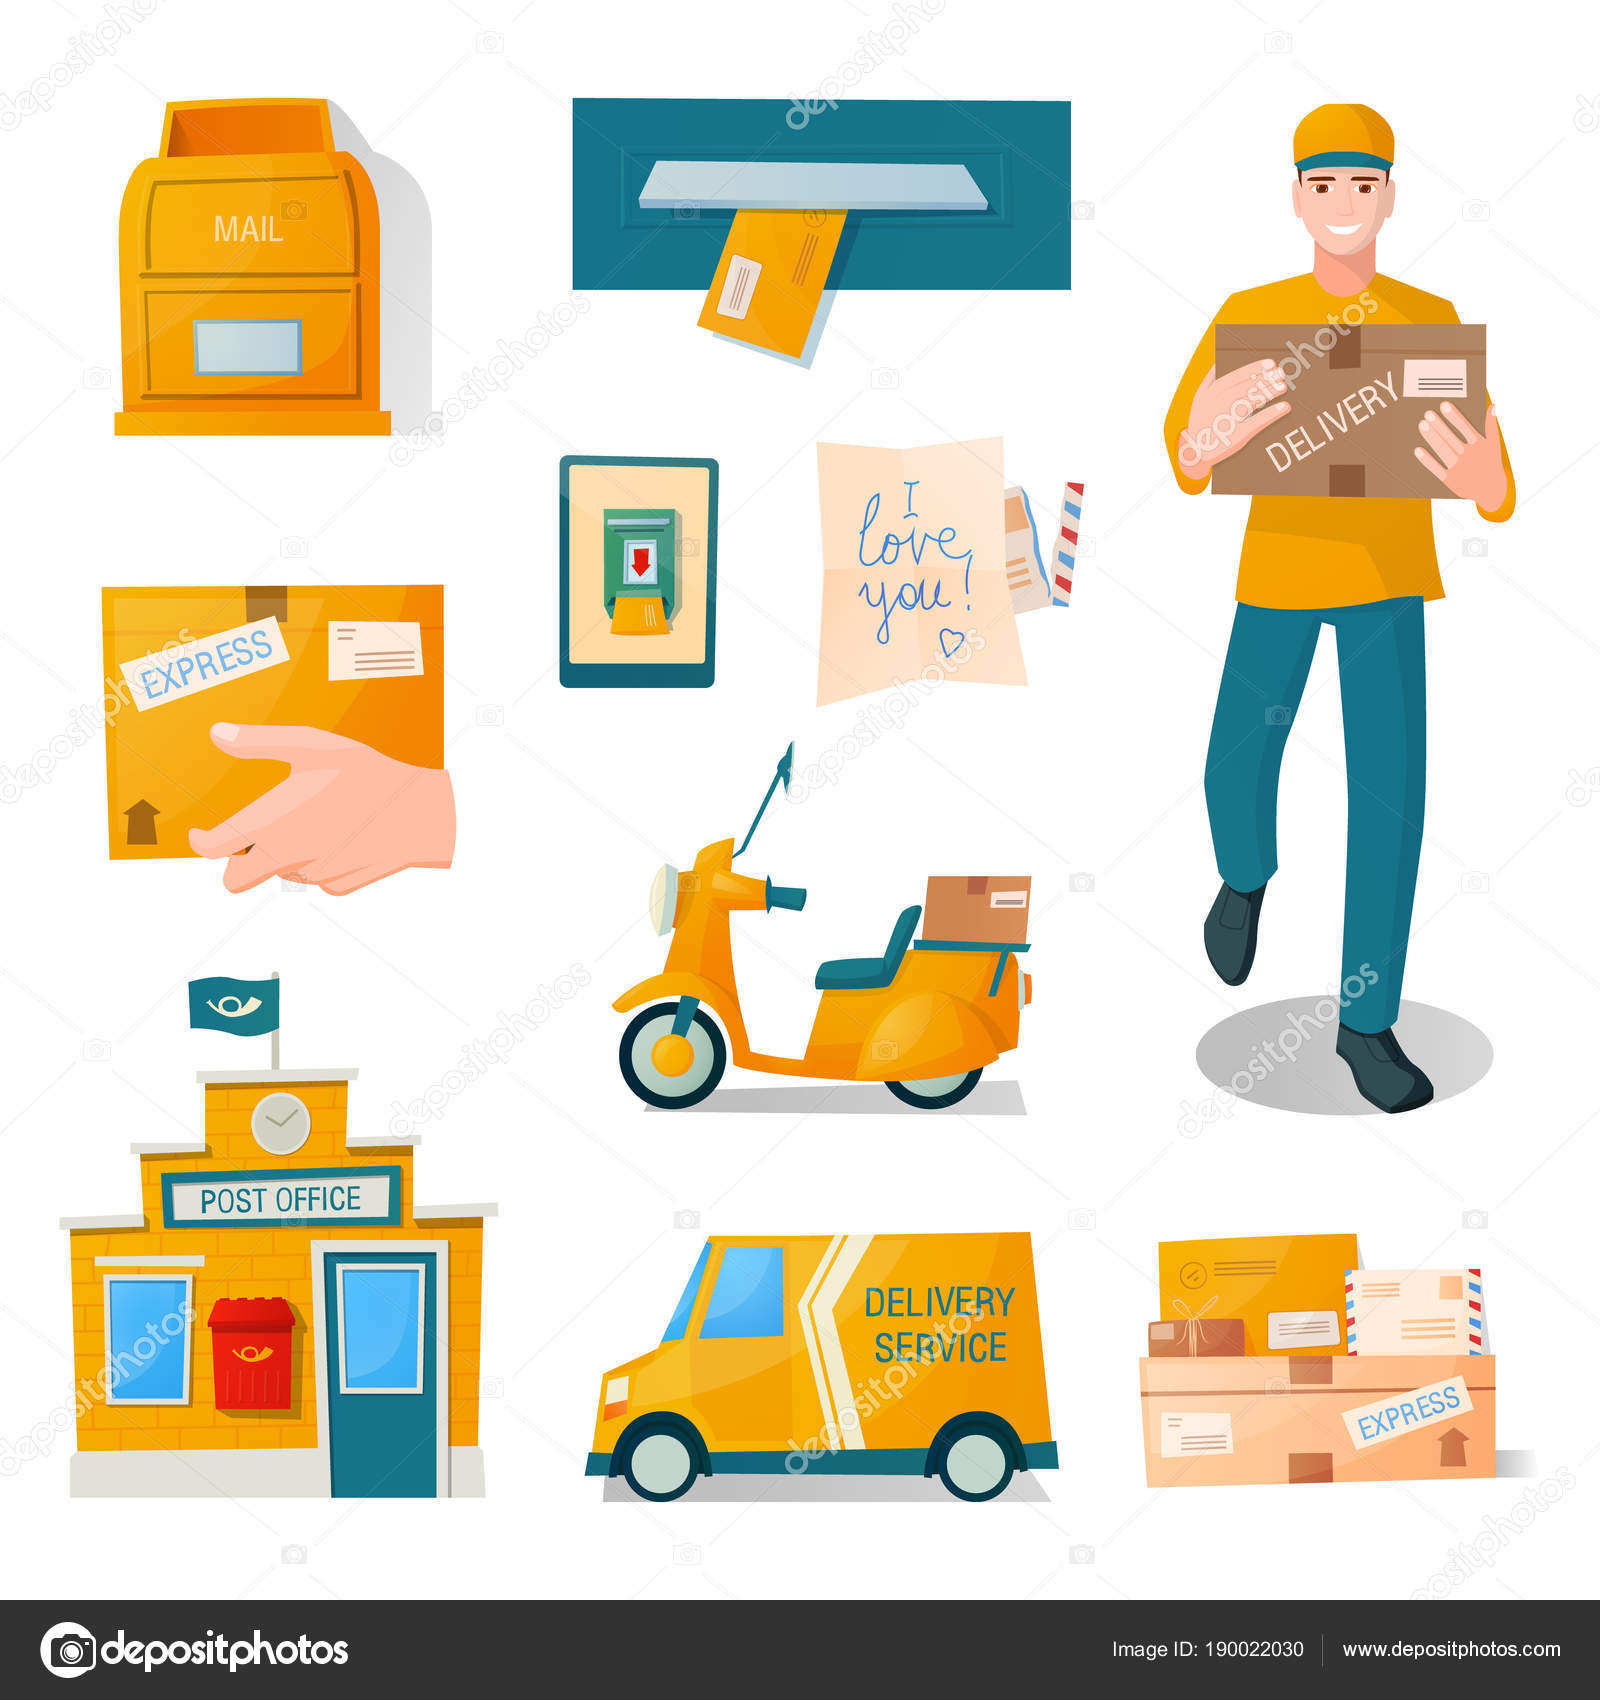 MAIL
DELIVERY
I
love
you!
EXPRESS
POST OFFICE
DELIVERY
SERVICE
EXPRESS
depositphotos
Image ID: 190022030
www.depositphotos.com